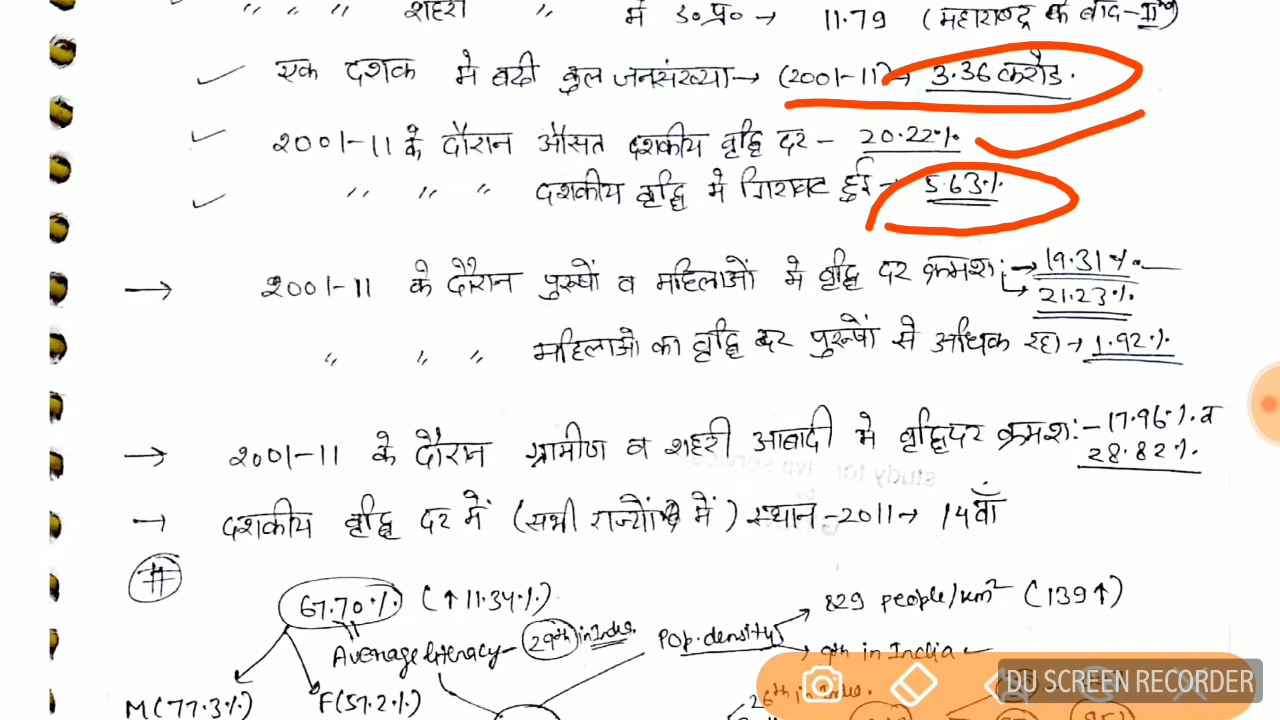 " " " शहरी " में उ०प्र० → 11.79 (महाराष्ट्र के बाद-II)
एक दशक मे बढी कुल जनसंख्या → (2001-11) → 3.36 करोड.
2001-11 के दौरान औसत दशकीय वृद्धि दर - 20.22%
" " " दशकीय वृद्धि मे गिरावट हुई → 5.63%
→ 2001-11 के दौरान पुरूषों व महिलाओं मे वृद्धि दर क्रमशः → 19.31%
→ 21.23%
" " " महिलाओ का वृद्धि दर पुरूषों से अधिक रहा → 1.92%
→ 2001-11 के दौरान ग्रामीण व शहरी आबादी मे वृद्धिदर क्रमशः - 17.96% व
28.82%
→ दशकीय वृद्धि दर में (सभी राज्यों में) स्थान - 2011 → 14वाँ
#
67.70% (↑11.34%)
829 people/km² (139↑)
Average literacy - 29th in India.
Pop. density
9th in India
M(77.3%) F(57.2%)
26th in India.
DU SCREEN RECORDER